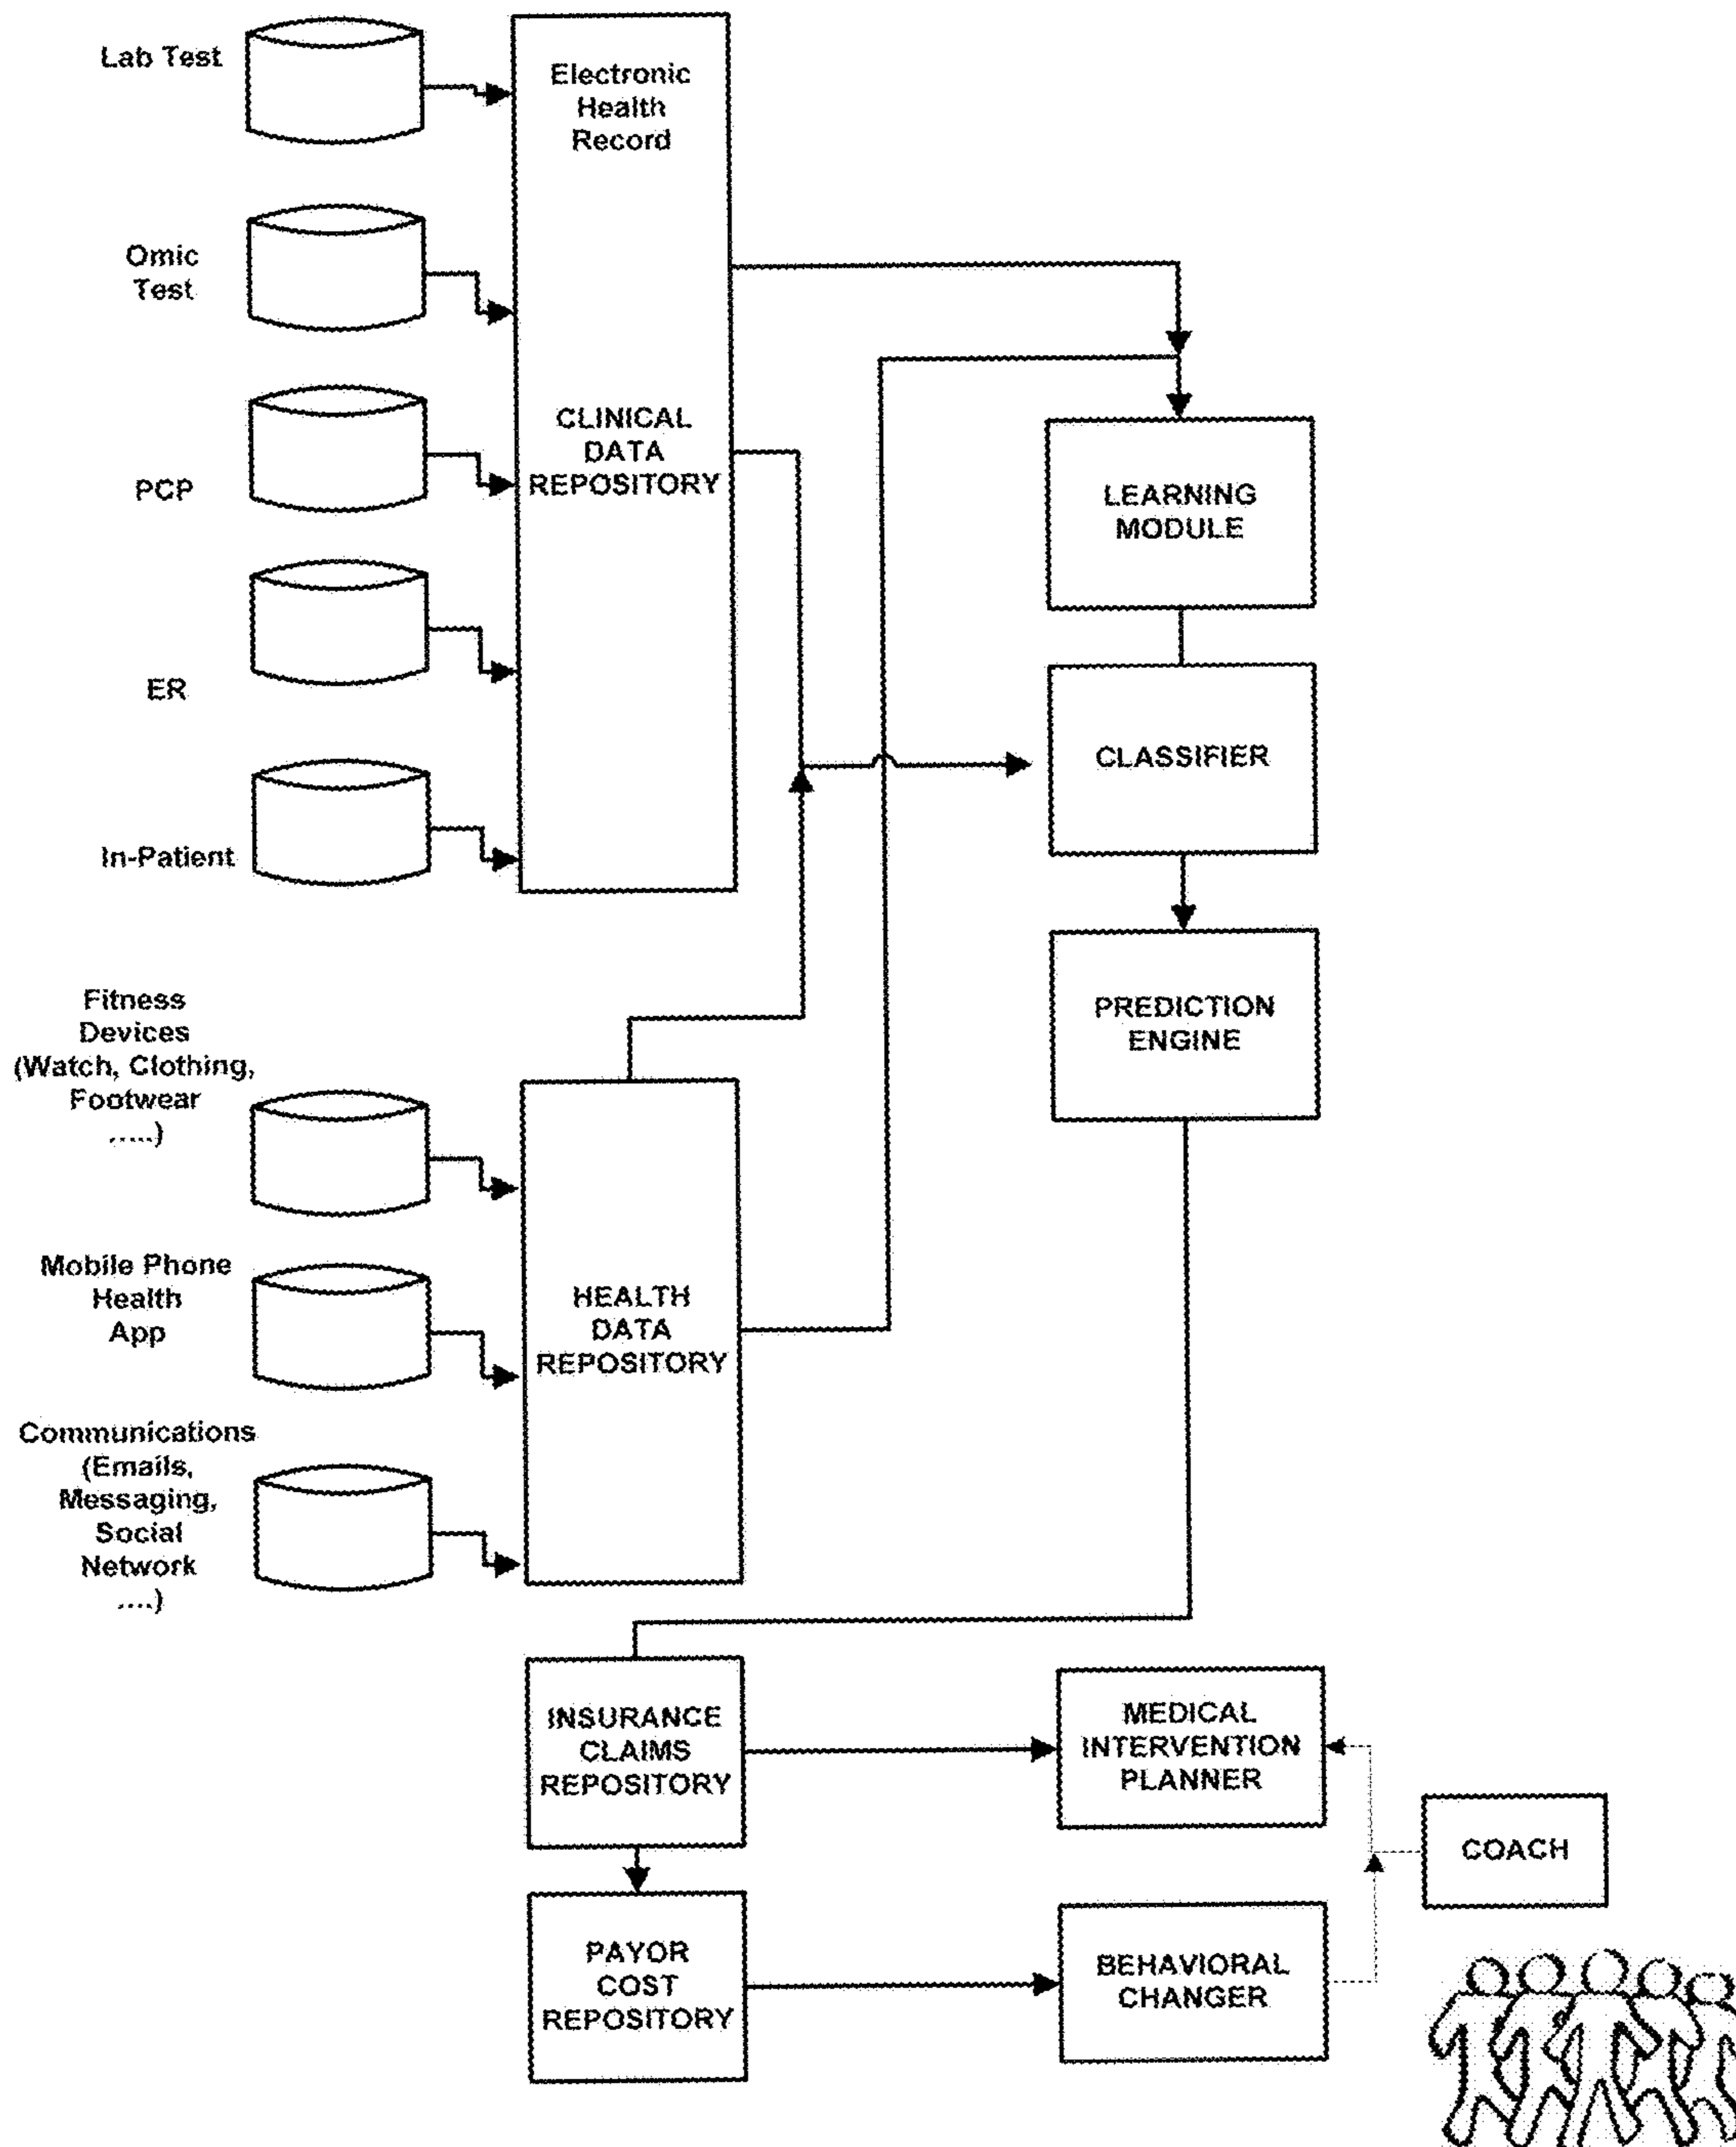 Lab Test
Electronic
Health
Record
Omic
Test
CLINICAL
DATA
REPOSITORY
PCP
LEARNING
MODULE
ER
CLASSIFIER
In-Patient
Fitness
Devices
(Watch, Clothing,
Footwear
.....)
PREDICTION
ENGINE
Mobile Phone
Health
App
HEALTH
DATA
REPOSITORY
Communications
(Emails,
Messaging,
Social
Network
....)
INSURANCE
CLAIMS
REPOSITORY
MEDICAL
INTERVENTION
PLANNER
COACH
PAYOR
COST
REPOSITORY
BEHAVIORAL
CHANGER